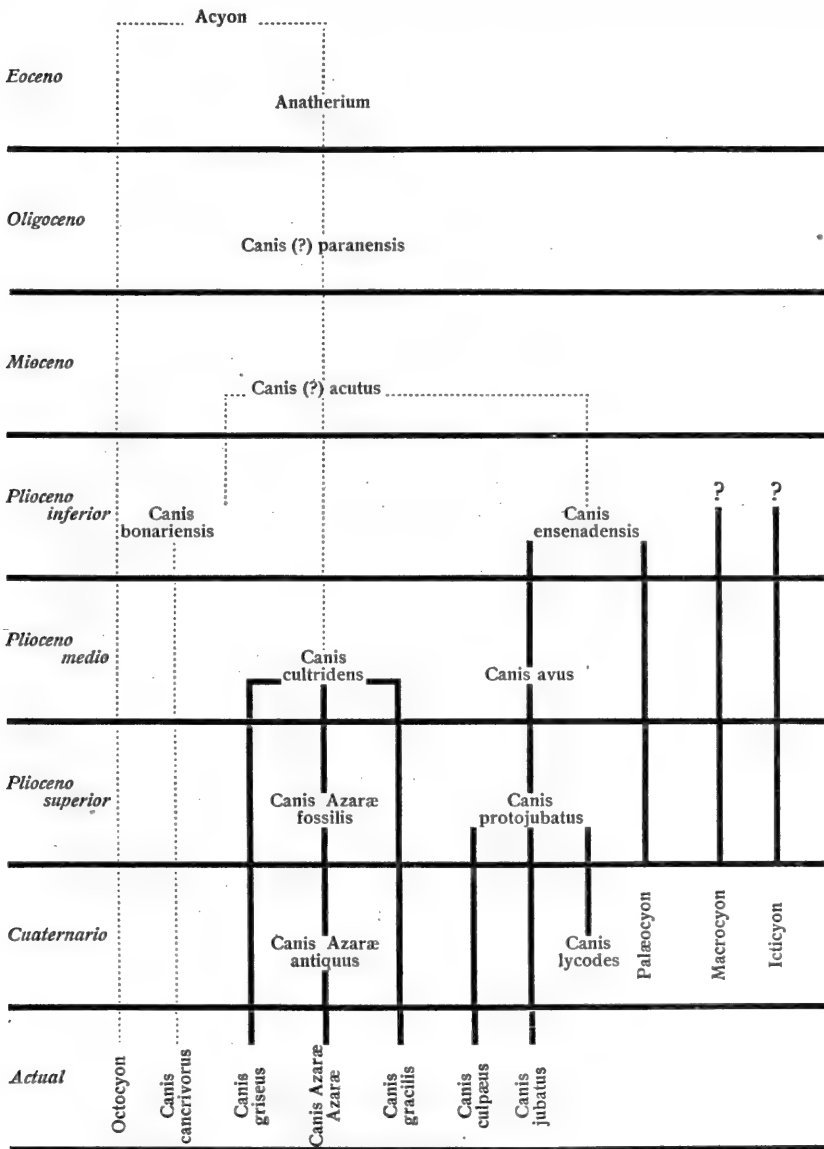 Acyon
Eoceno
Anatherium
Oligoceno
Canis (?) paranensis
Mioceno
Canis (?) acutus
Plioceno
inferior
Canis
bonariensis
Canis
ensenadensis
?
?
Plioceno
medio
Canis
cultridens
Canis avus
Plioceno
superior
Canis Azaræ
fossilis
Canis
protojubatus
Cuaternario
Canis Azaræ
antiquus
Canis
lycodes
Palæocyon
Macrocyon
Icticyon
Actual
Octocyon
Canis
cancrivorus
Canis
griseus
Canis Azaræ
Azaræ
Canis
gracilis
Canis
culpæus
Canis
jubatus